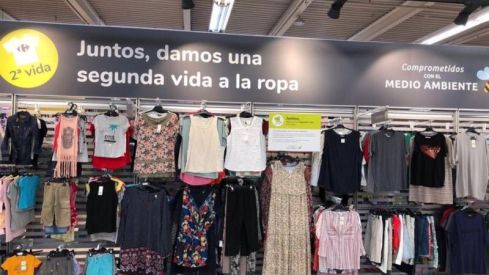 2ª vida
Juntos, damos una
segunda vida a la ropa
Comprometidos
CON EL
MEDIO AMBIENTE